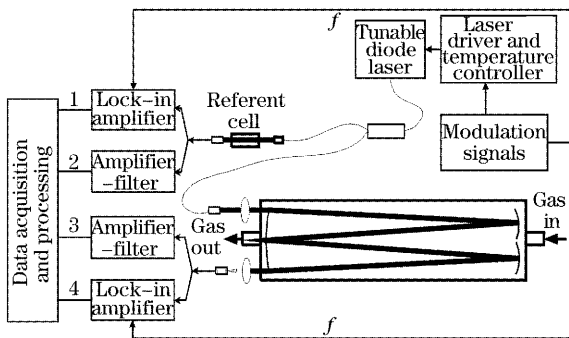 f
Tunable
diode
laser
Laser
driver and
temperature
controller
1
Lock-in
amplifier
Referent
cell
2
Amplifier
-filter
Modulation
signals
Data acquisition
and processing
3
Amplifier
-filter
Gas
out
Gas
in
4
Lock-in
amplifier
f